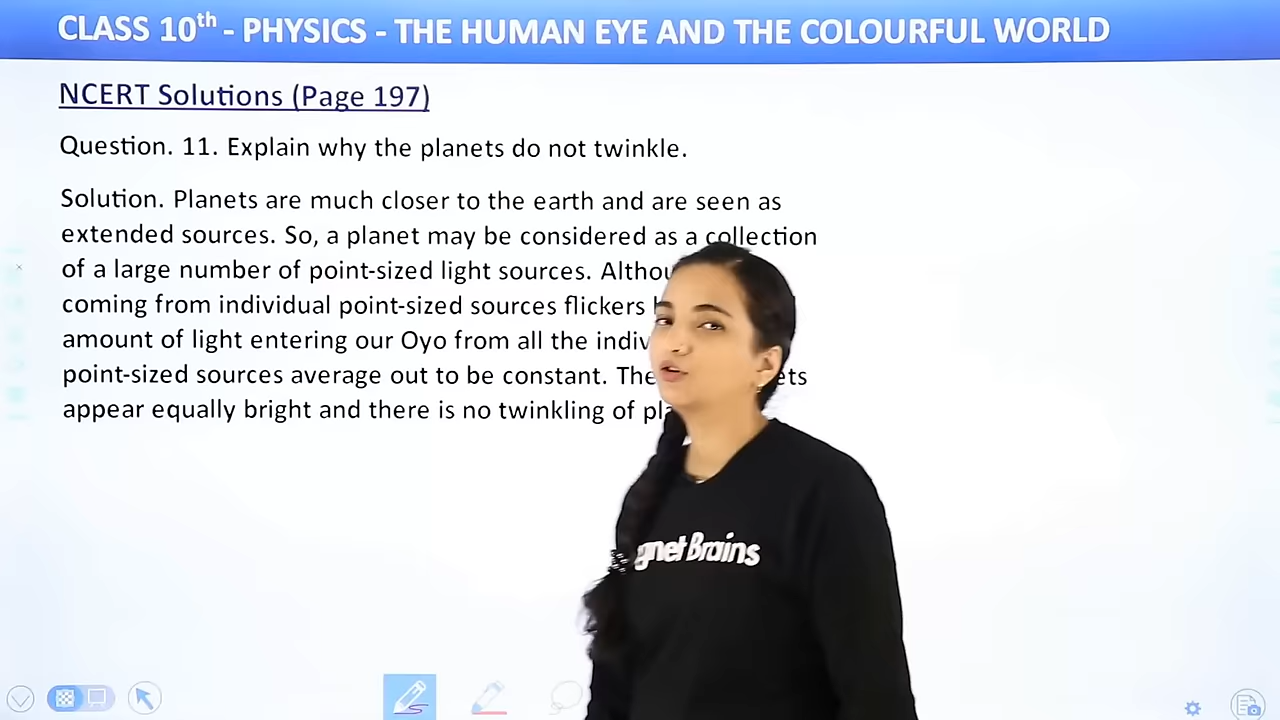 CLASS 10th - PHYSICS - THE HUMAN EYE AND THE COLOURFUL WORLD
NCERT Solutions (Page 197)
Question. 11. Explain why the planets do not twinkle.
Solution. Planets are much closer to the earth and are seen as
extended sources. So, a planet may be considered as a collection
of a large number of point-sized light sources.
coming from individual point-sized sources flickers
amount of light entering our Oyo from all the
point-sized sources average out to be constant.
appear equally bright and there is no twinkling of
Brains